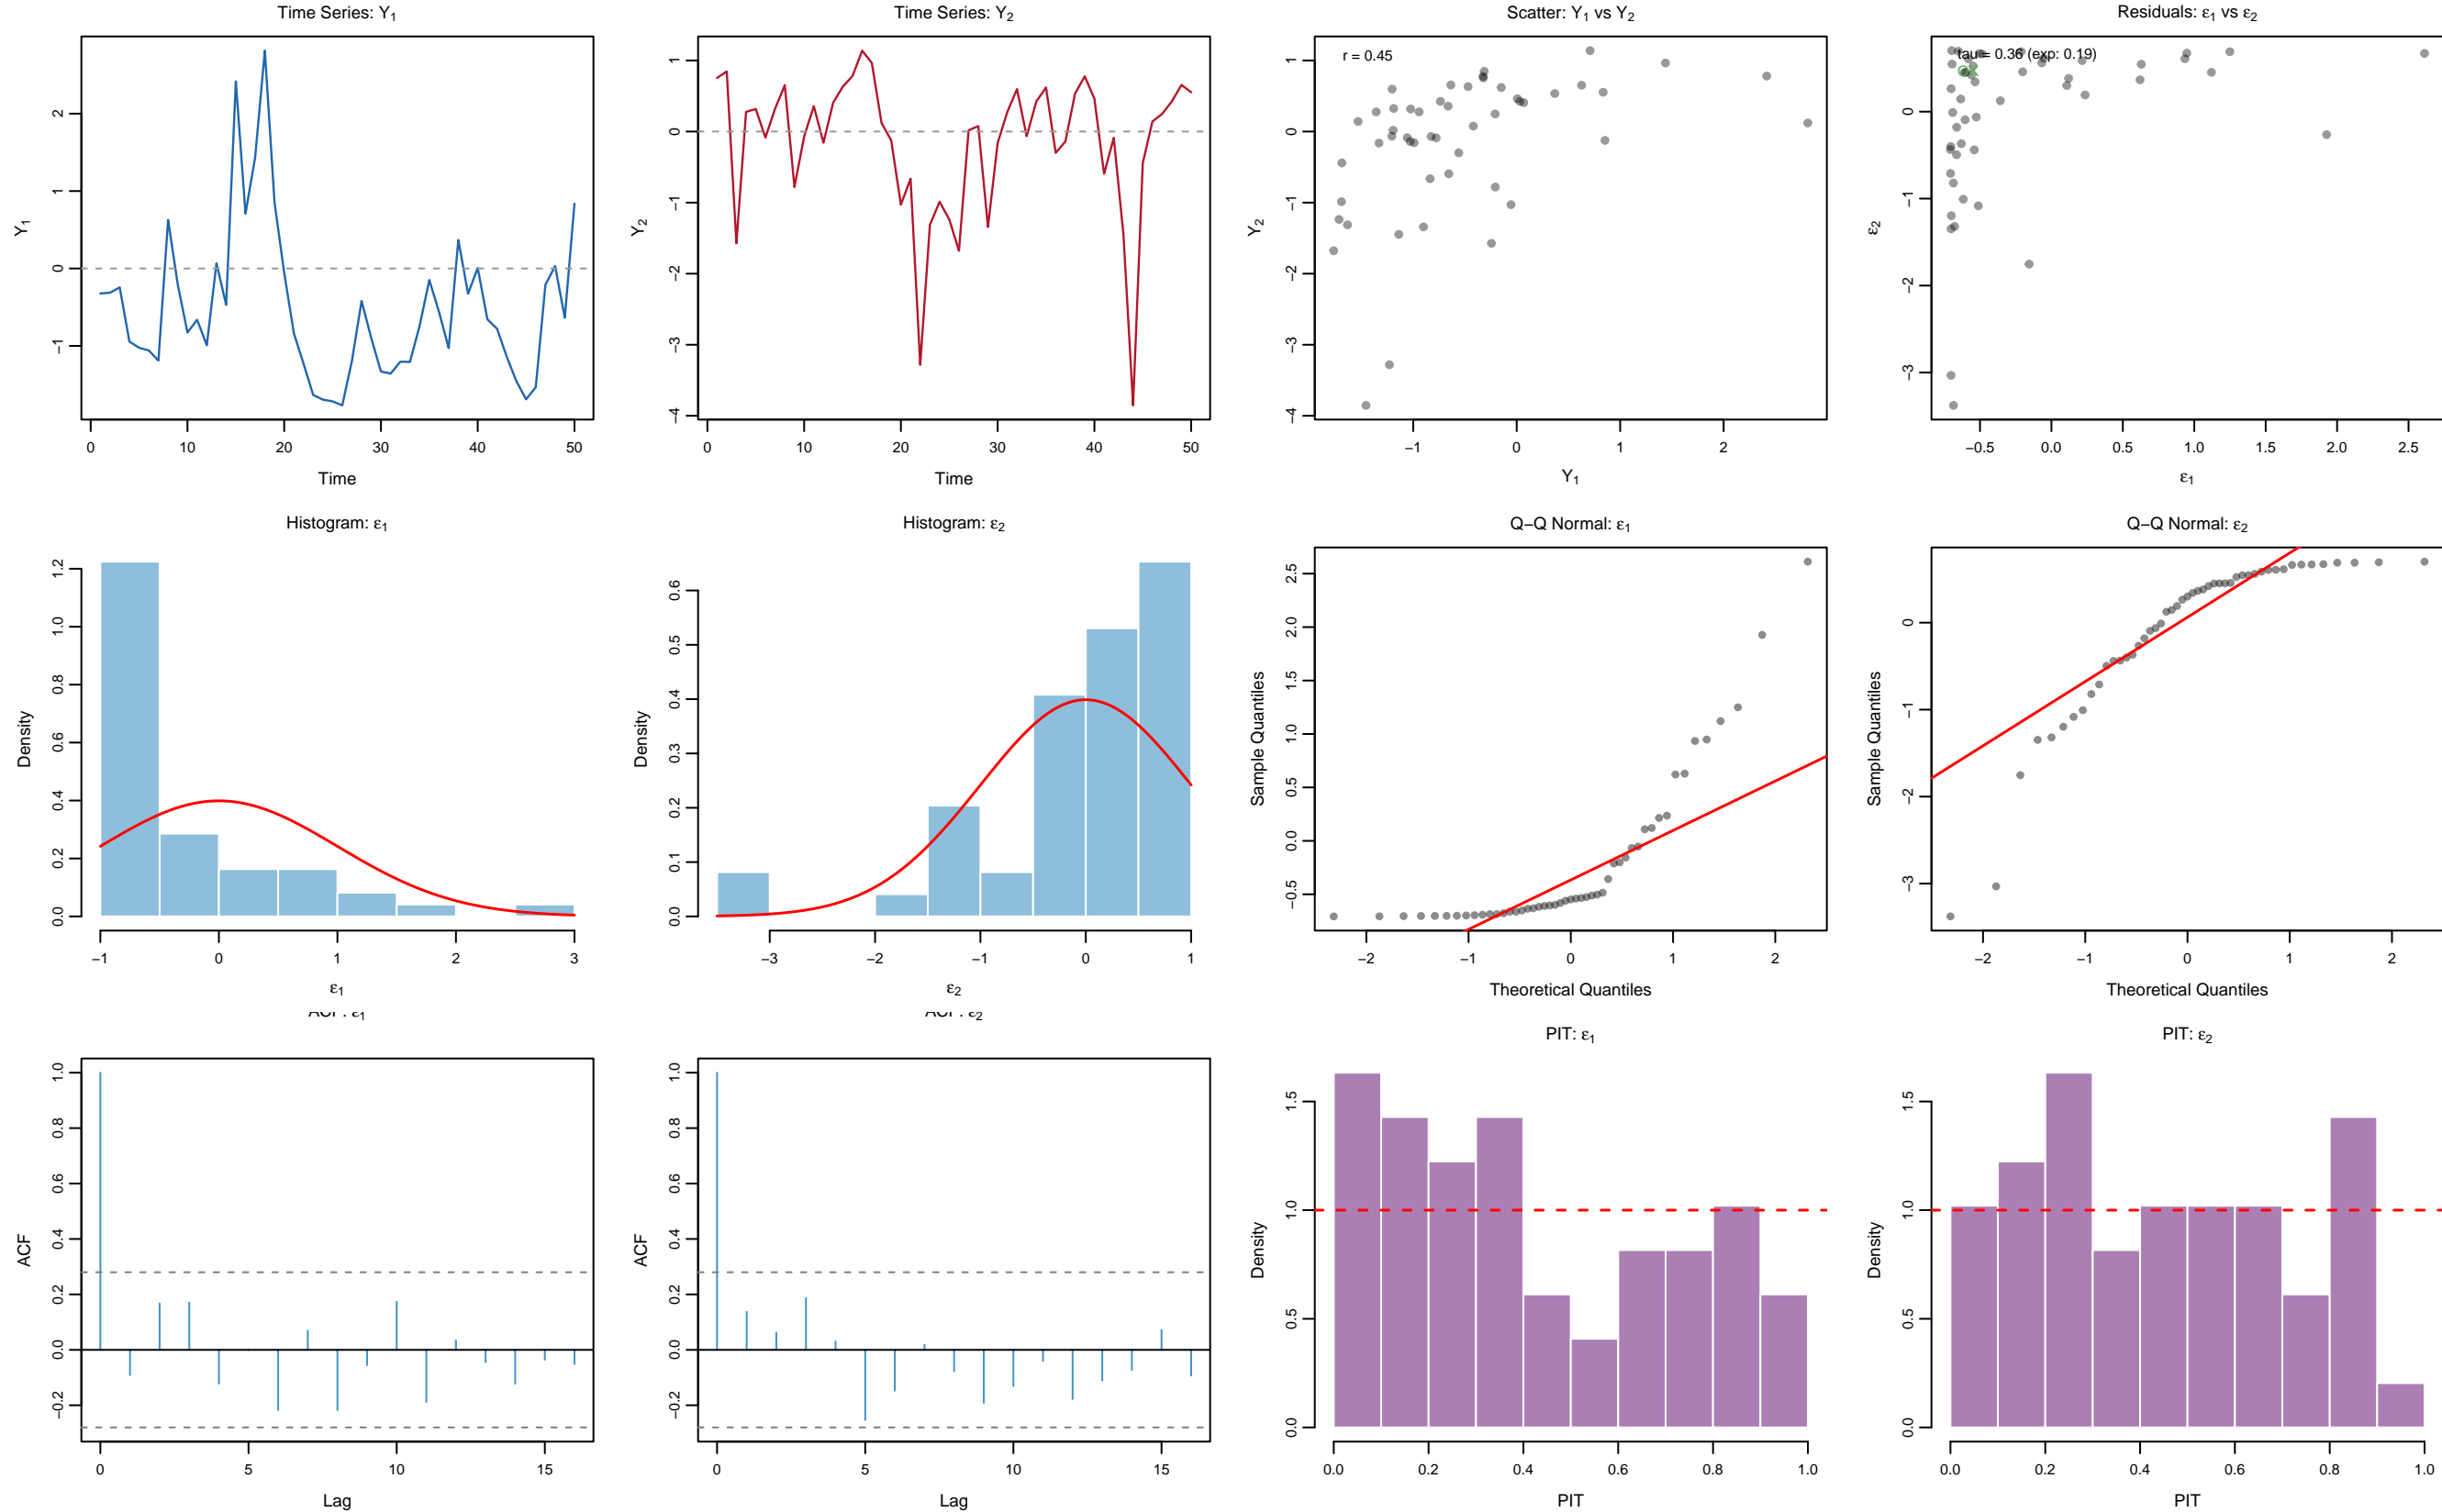 Time Series: Y1
Y1
2
1
0
−1
0 10 20 30 40 50
Time
Time Series: Y2
Y2
1
0
−1
−2
−3
−4
0 10 20 30 40 50
Time
Scatter: Y1 vs Y2
r = 0.45
Y2
1
0
−1
−2
−3
−4
−1 0 1 2
Y1
Residuals: ε1 vs ε2
tau = 0.36 (exp: 0.19)
ε2
0
−1
−2
−3
−0.5 0.0 0.5 1.0 1.5 2.0 2.5
ε1
Histogram: ε1
Density
1.2
1.0
0.8
0.6
0.4
0.2
0.0
−1 0 1 2 3
ε1
Histogram: ε2
Density
0.6
0.5
0.4
0.3
0.2
0.1
0.0
−3 −2 −1 0 1
ε2
Q−Q Normal: ε1
Sample Quantiles
2.5
2.0
1.5
1.0
0.5
0.0
−0.5
−2 −1 0 1 2
Theoretical Quantiles
Q−Q Normal: ε2
Sample Quantiles
0
−1
−2
−3
−2 −1 0 1 2
Theoretical Quantiles
ACF: ε1
ACF
1.0
0.8
0.6
0.4
0.2
0.0
−0.2
0 5 10 15
Lag
ACF: ε2
ACF
1.0
0.8
0.6
0.4
0.2
0.0
−0.2
0 5 10 15
Lag
PIT: ε1
Density
1.5
1.0
0.5
0.0
0.0 0.2 0.4 0.6 0.8 1.0
PIT
PIT: ε2
Density
1.5
1.0
0.5
0.0
0.0 0.2 0.4 0.6 0.8 1.0
PIT